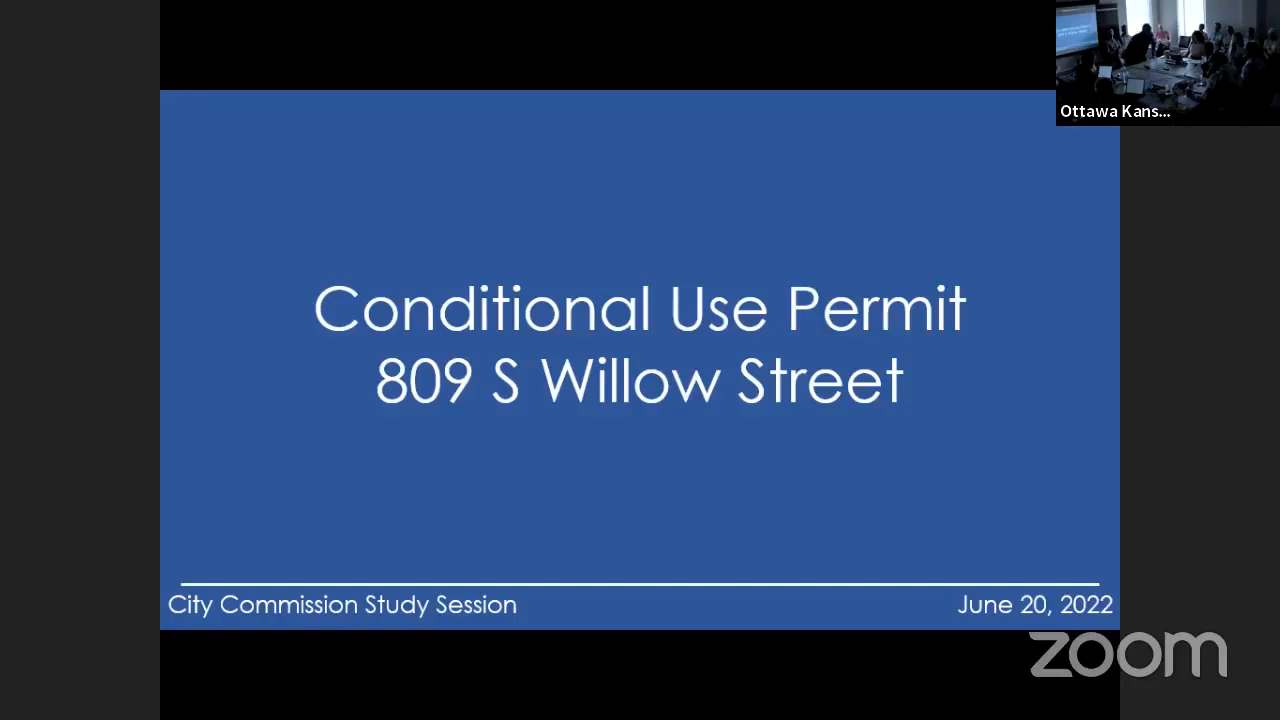 Ottawa Kans...
Conditional Use Permit
809 S Willow Street
City Commission Study Session
June 20, 2022
zoom